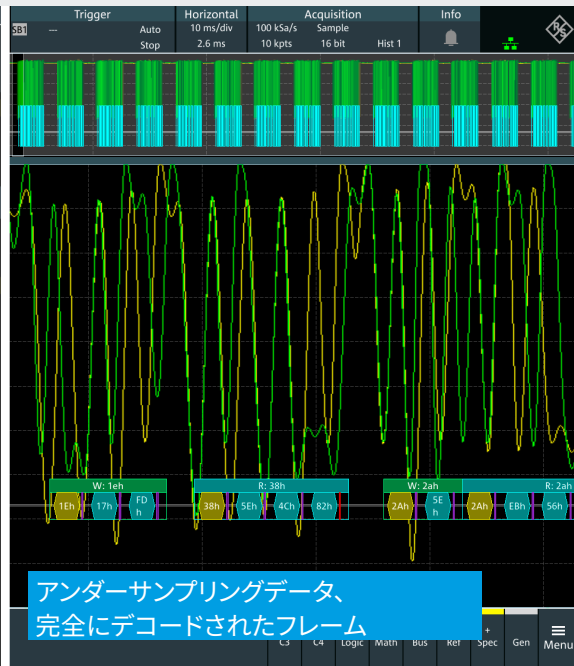 Trigger
Horizontal
Acquisition
Info
SB1
—
Auto
10 ms/div
100 kSa/s
Sample
Stop
2.6 ms
10 kpts
16 bit
Hist 1
W: 1eh
R: 38h
W: 2ah
R: 2ah
1Eh
17h
FD
h
38h
5Eh
4Ch
82h
2Ah
5E
h
2Ah
EBh
56h
アンダーサンプリングデータ、
完全にデコードされたフレーム
C3
C4
Logic
Math
Bus
Ref
+
Spec
Gen
Menu